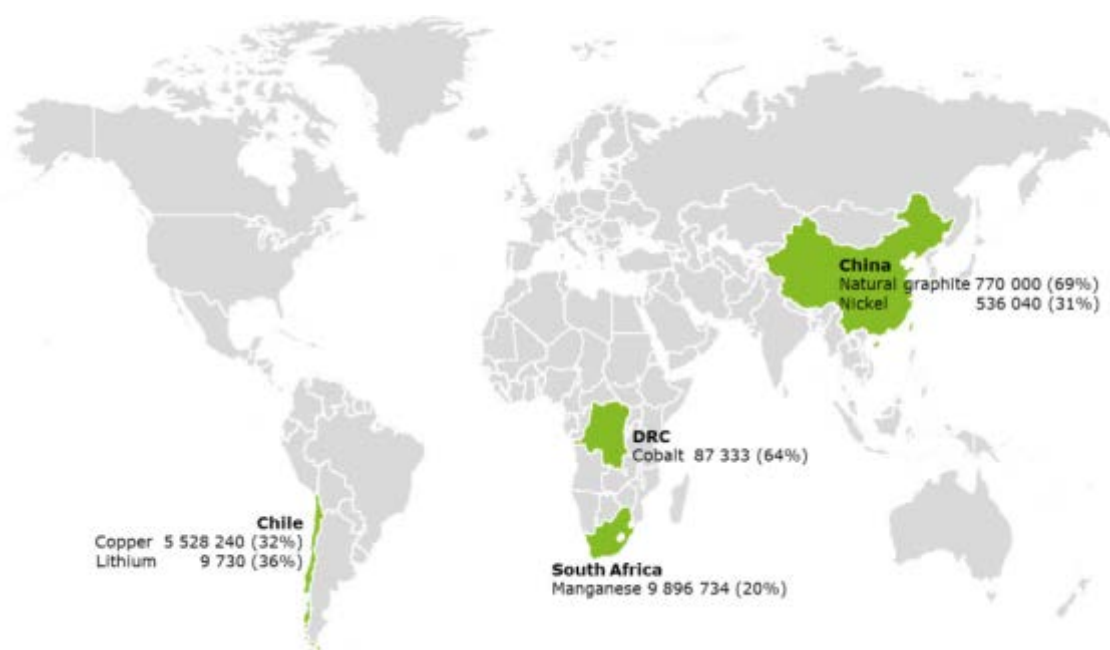 China
Natural graphite 770 000 (69%)
Nickel 536 040 (31%)
DRC
Cobalt 87 333 (64%)
Chile
Copper 5 528 240 (32%)
Lithium 9 730 (36%)
South Africa
Manganese 9 896 734 (20%)